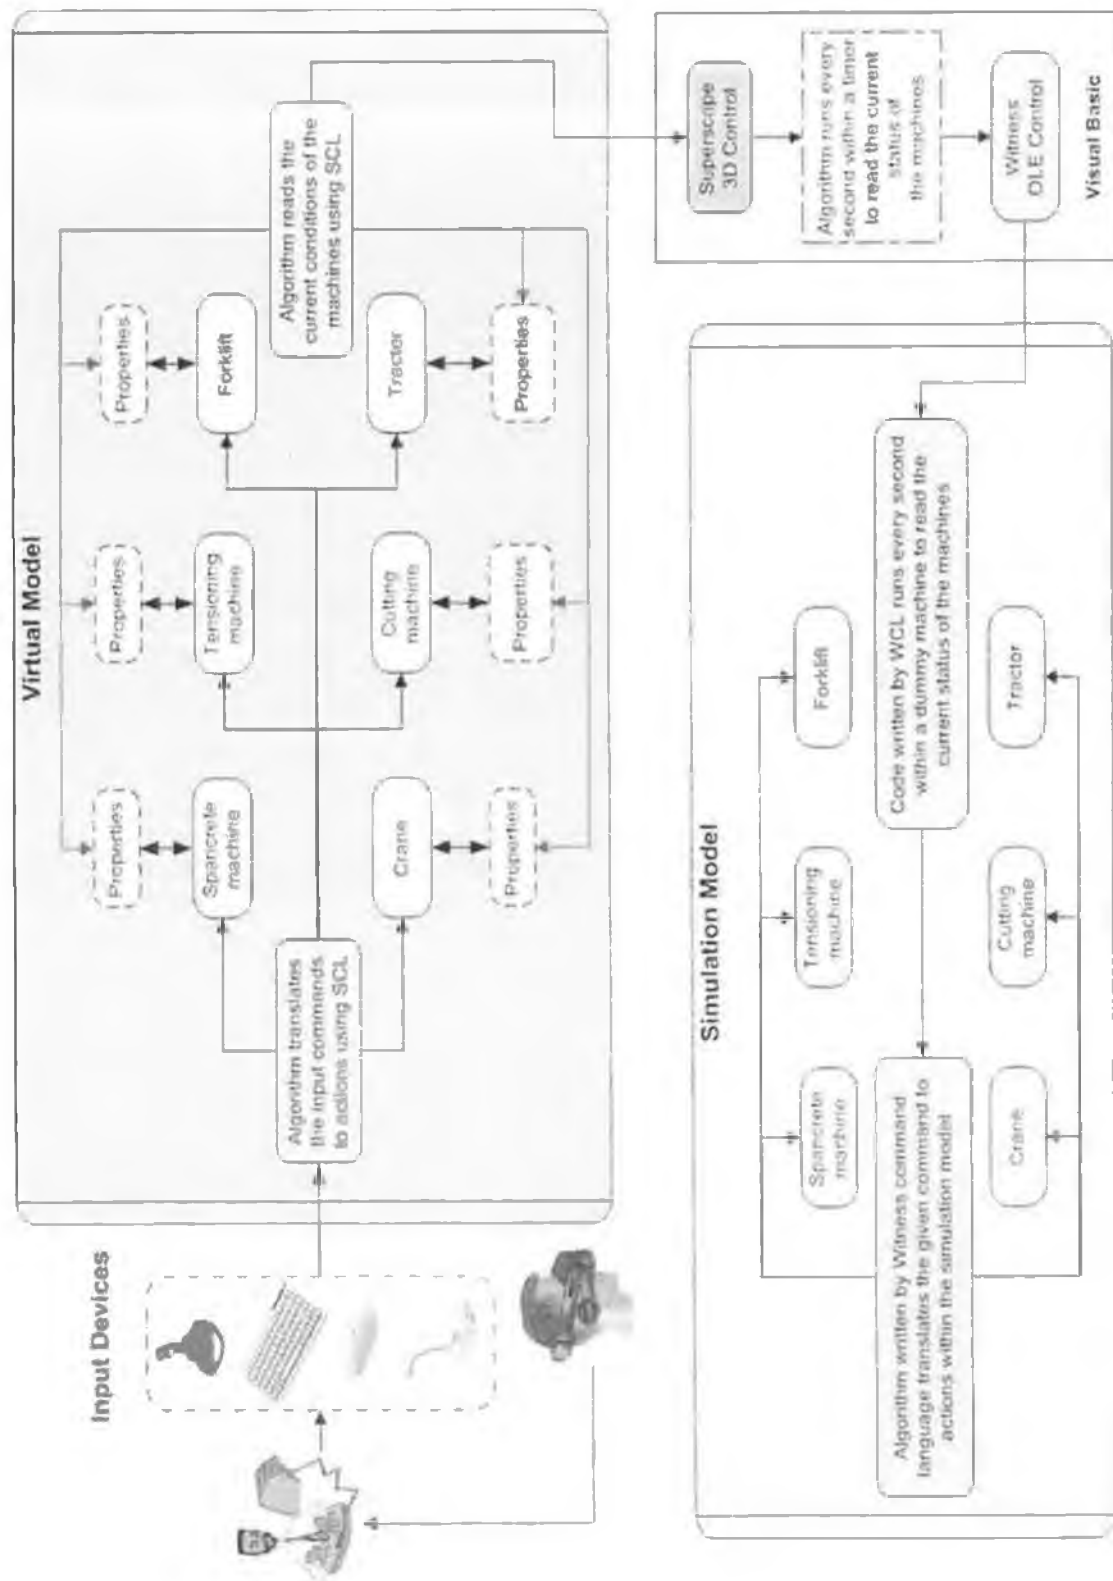 Virtual Model
Input Devices
Algorithm translates
the input commands
to actions using SCL
Properties
Spancrete
machine
Crane
Properties
Properties
Tensioning
machine
Cutting
machine
Properties
Properties
Forklift
Tractor
Properties
Algorithm reads the
current conditions of the
machines using SCL
Simulation Model
Algorithm written by Witness command
language translates the given command to
actions within the simulation model
Spancrete
machine
Crane
Tensioning
machine
Cutting
machine
Forklift
Tractor
Code written by WCL runs every second
within a dummy machine to read the
current status of the machines
Superscape
3D Control
Algorithm runs every
second within a timer
to read the current
status of
the machines
Witness
OLE Control
Visual Basic